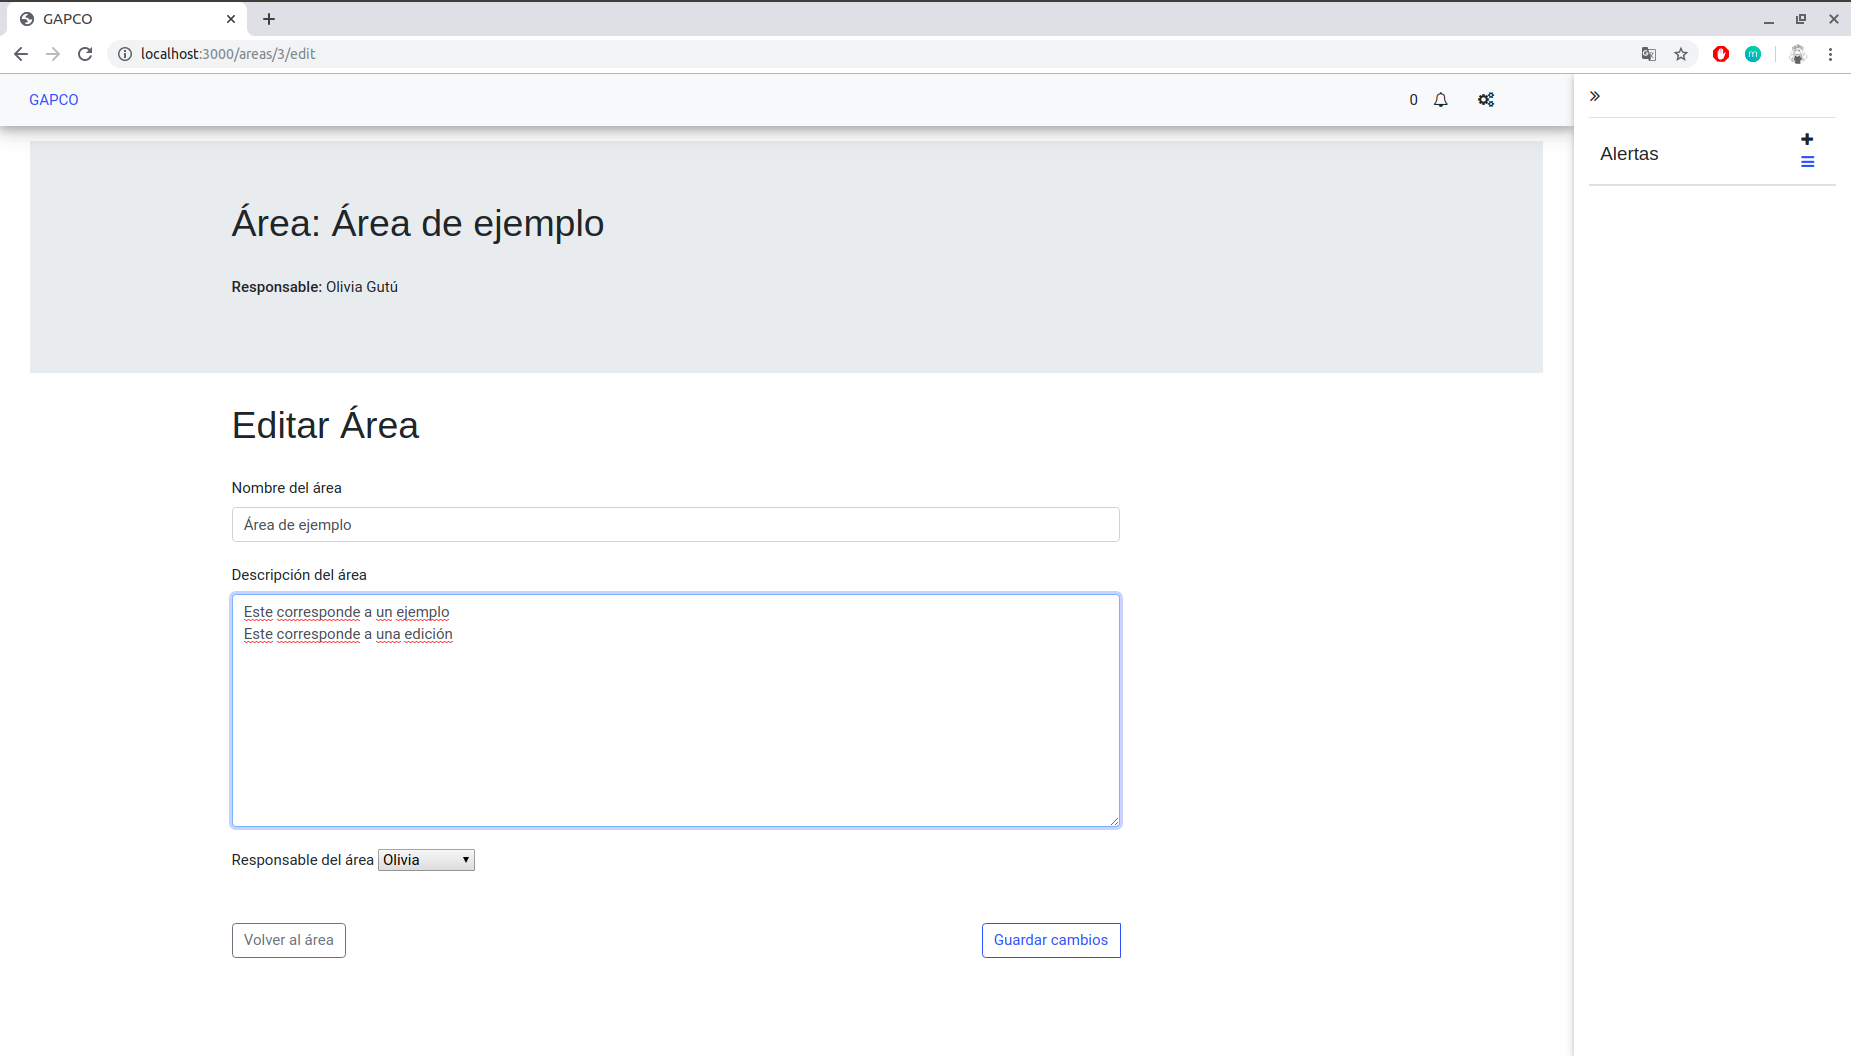 GAPCO
localhost:3000/areas/3/edit
GAPCO
0
Alertas
Área: Área de ejemplo
Responsable: Olivia Gutú
Editar Área
Nombre del área
Área de ejemplo
Descripción del área
Este corresponde a un ejemplo
Este corresponde a una edición
Responsable del área Olivia
Volver al área
Guardar cambios